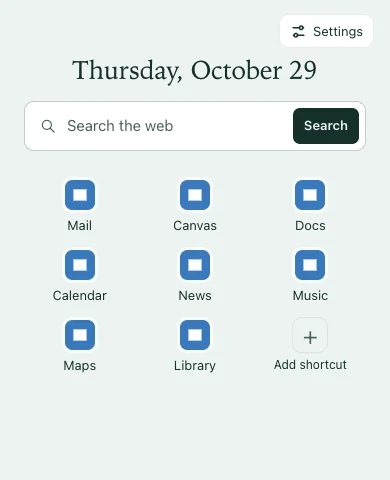 Settings
Thursday, October 29
Search the web
Search
Mail
Canvas
Docs
Calendar
News
Music
Maps
Library
Add shortcut